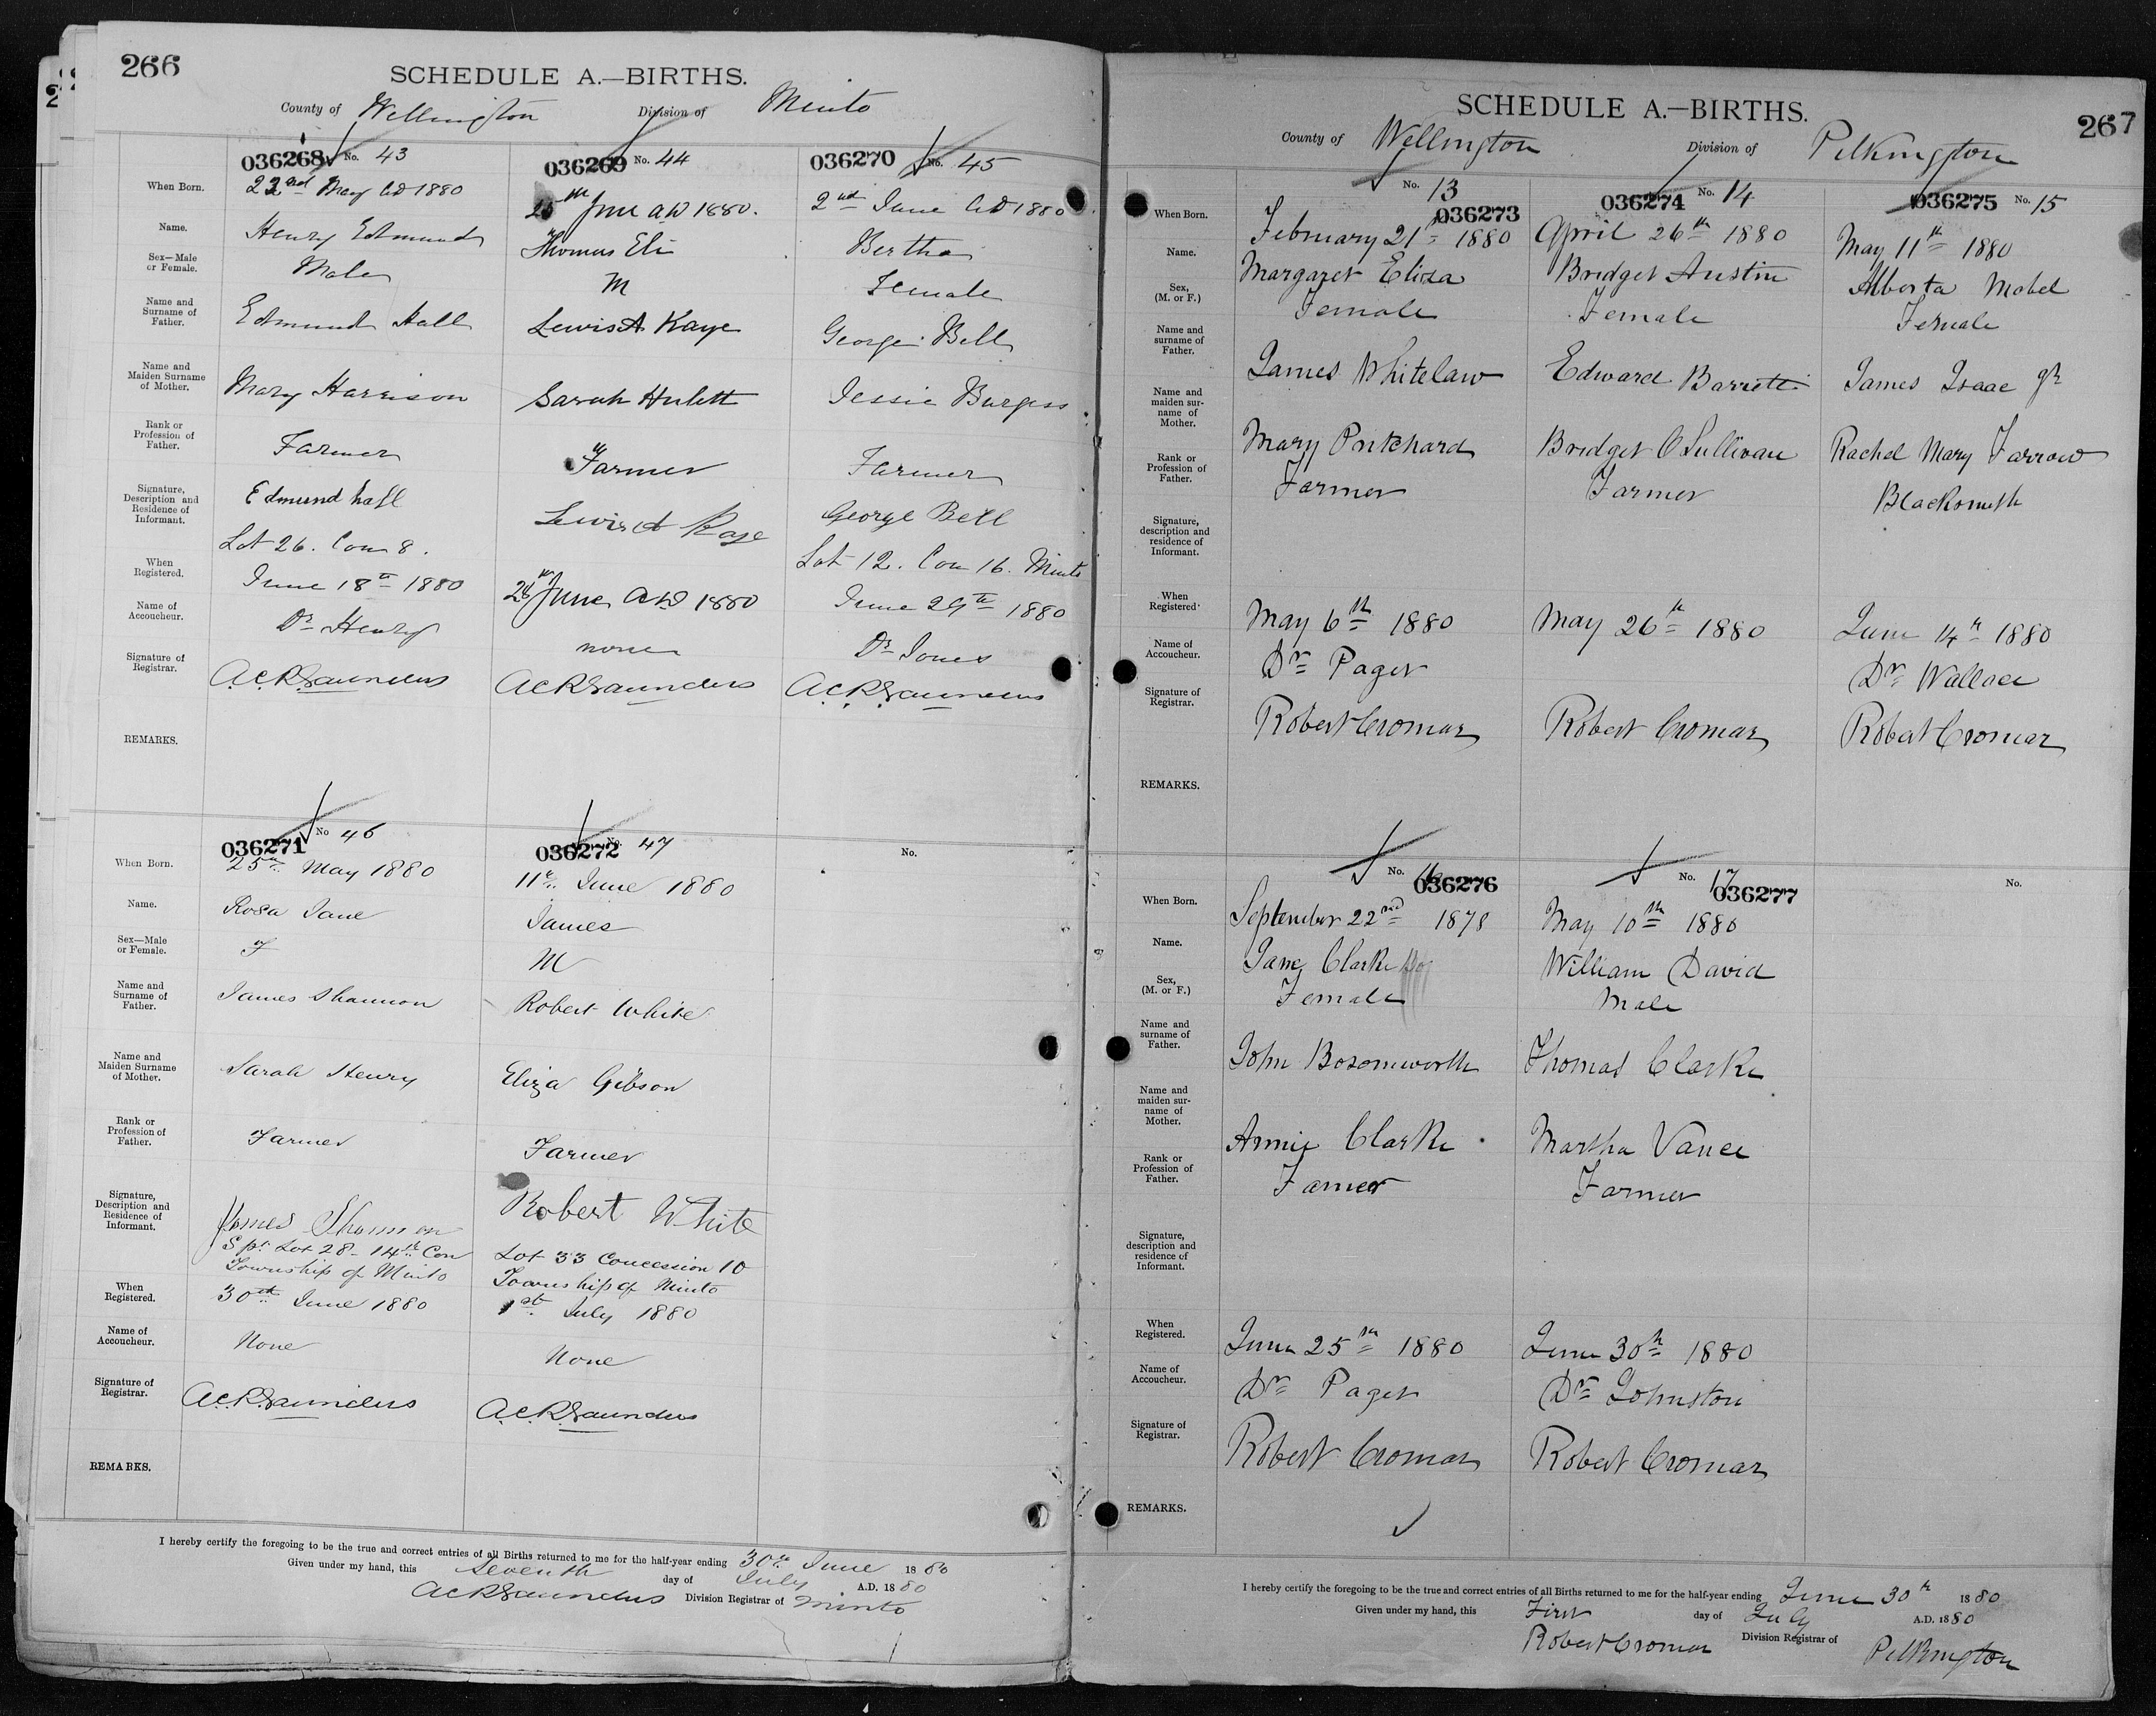 266
SCHEDULE A.—BIRTHS.
County of Wellington Division of Minto
036268 No. 43 036269 No. 44 036270 No. 45
When Born. 22nd May AD 1880 June AD 1880. 2nd June AD 1880
Name. Henry Edmund Thomas Eli Bertha
Sex—Male or Female. Male M Female
Name and Surname of Father. Edmund Hall Lewis A Kaye George Bell
Name and Maiden Surname of Mother. Mary Harrison Sarah Hulett Jessie Burgess
Rank or Profession of Father. Farmer Farmer Farmer
Signature, Description and Residence of Informant. Edmund hall Lewis A Kaye George Bell
Lot 26. Con 8. Lot 12. Con 16. Minto
When Registered. June 18th 1880 28th June AD 1880 June 29th 1880
Name of Accoucheur. Dr Henry none Dr Jones
Signature of Registrar. A.C.R. Saunders ACR Saunders A.C.R. Saunders
REMARKS.
036271 No 46 036272 No. 47 No.
When Born. 25th May 1880 11th June 1880
Name. Rosa Jane James
Sex—Male or Female. F M
Name and Surname of Father. James Shannon Robert White
Name and Maiden Surname of Mother. Sarah Henry Eliza Gibson
Rank or Profession of Father. Farmer Farmer
Signature, Description and Residence of Informant. James Shannon Robert White
S pt Lot 28 - 14th Con Lot 33 Concession 10
Township of Minto Township of Minto
When Registered. 30th June 1880 1st July 1880
Name of Accoucheur. None None
Signature of Registrar. A.C.R. Saunders A.C.R. Saunders
REMARKS.
I hereby certify the foregoing to be the true and correct entries of all Births returned to me for the half-year ending 30th June 1880
Given under my hand, this Seventh day of July A.D. 1880
ACR Saunders Division Registrar of Minto
267
SCHEDULE A.—BIRTHS.
County of Wellington Division of Pilkington
No. 13 036273 036274 No. 14 036275 No. 15
When Born. February 21st 1880 April 26th 1880 May 11th 1880
Name. Margaret Eliza Bridget Austin Alberta Mabel
Sex, (M. or F.) Female Female Female
Name and surname of Father. James Whitelaw Edward Barrett James Isaac Jr
Name and maiden surname of Mother. Mary Pritchard Bridget O'Sullivan Rachel Mary Farrow
Rank or Profession of Father. Farmer Farmer Blacksmith
Signature, description and residence of Informant.
When Registered. May 6th 1880 May 26th 1880 June 14th 1880
Name of Accoucheur. Dr Paget Dr Wallace
Signature of Registrar. Robert Cromar Robert Cromar Robert Cromar
REMARKS.
No. 16 036276 No. 17 036277 No.
When Born. September 22nd 1878 May 10th 1880
Name. Jane Clarke William David
Sex, (M. or F.) Female Male
Name and surname of Father. John Bosomworth Thomas Clarke
Name and maiden surname of Mother. Annie Clarke Martha Vance
Rank or Profession of Father. Famer Farmer
Signature, description and residence of Informant.
When Registered. June 25th 1880 June 30th 1880
Name of Accoucheur. Dr Paget Dr Johnston
Signature of Registrar. Robert Cromar Robert Cromar
REMARKS.
I hereby certify the foregoing to be the true and correct entries of all Births returned to me for the half-year ending June 30th 1880
Given under my hand, this First day of July A.D. 1880
Robert Cromar Division Registrar of Pilkington